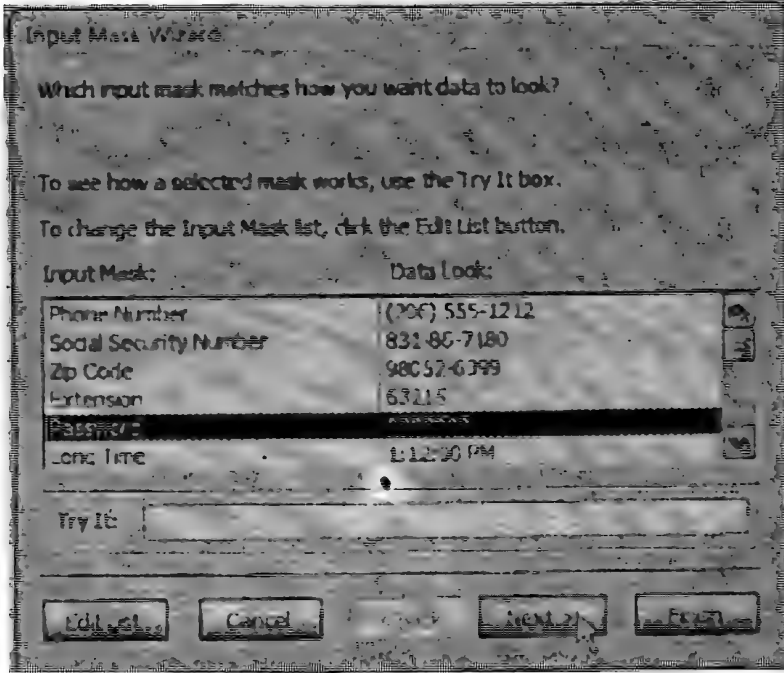 Input Mask Wizard
Which input mask matches how you want data to look?
To see how a selected mask works, use the Try It box.
To change the Input Mask list, click the Edit List button.
Input Mask: Data Look:
Phone Number (206) 555-1212
Social Security Number 831-86-7180
Zip Code 98052-6399
Extension 63215
Password
Long Time 1:12:00 PM
Try It:
Edit List Cancel Next > Finish